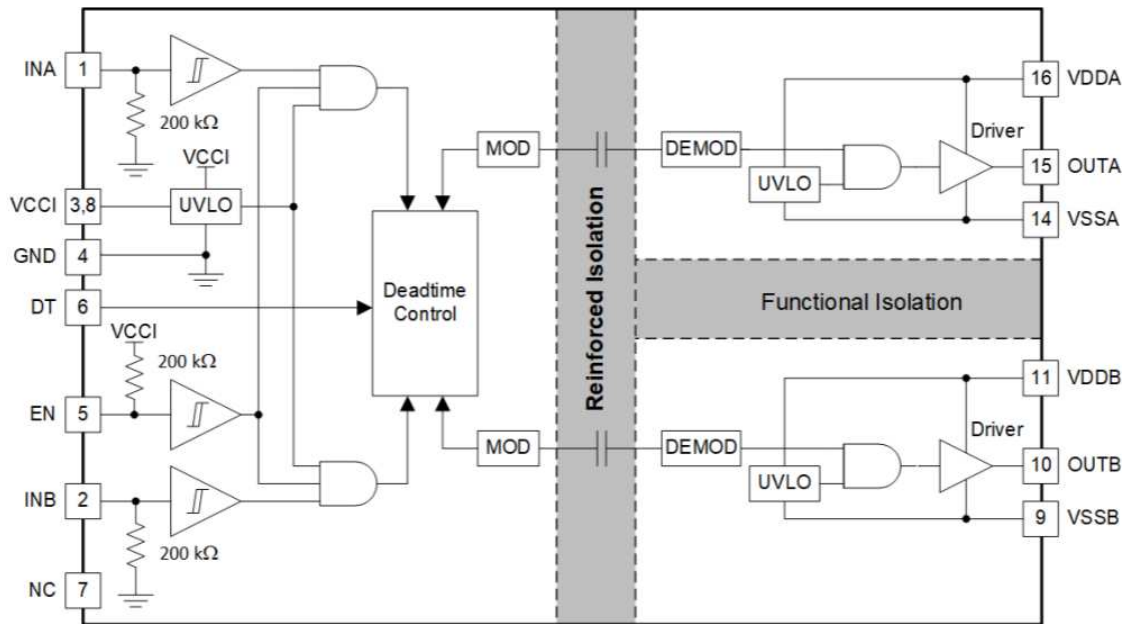 INA
1
200 kΩ
VCCI
VCCI
3,8
UVLO
GND
4
DT
6
VCCI
200 kΩ
EN
5
INB
2
200 kΩ
NC
7
Deadtime
Control
MOD
MOD
Reinforced Isolation
DEMOD
UVLO
Driver
16
VDDA
15
OUTA
14
VSSA
Functional Isolation
DEMOD
UVLO
Driver
11
VDDB
10
OUTB
9
VSSB